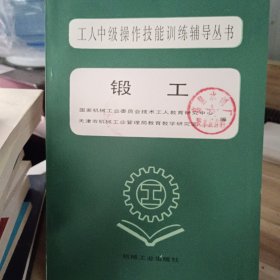 工人中级操作技能训练辅导丛书
锻 工
国家机械工业委员会技术工人教育研究中心
天津市机械工业管理局教育教学研究室
编
机械工业出版社